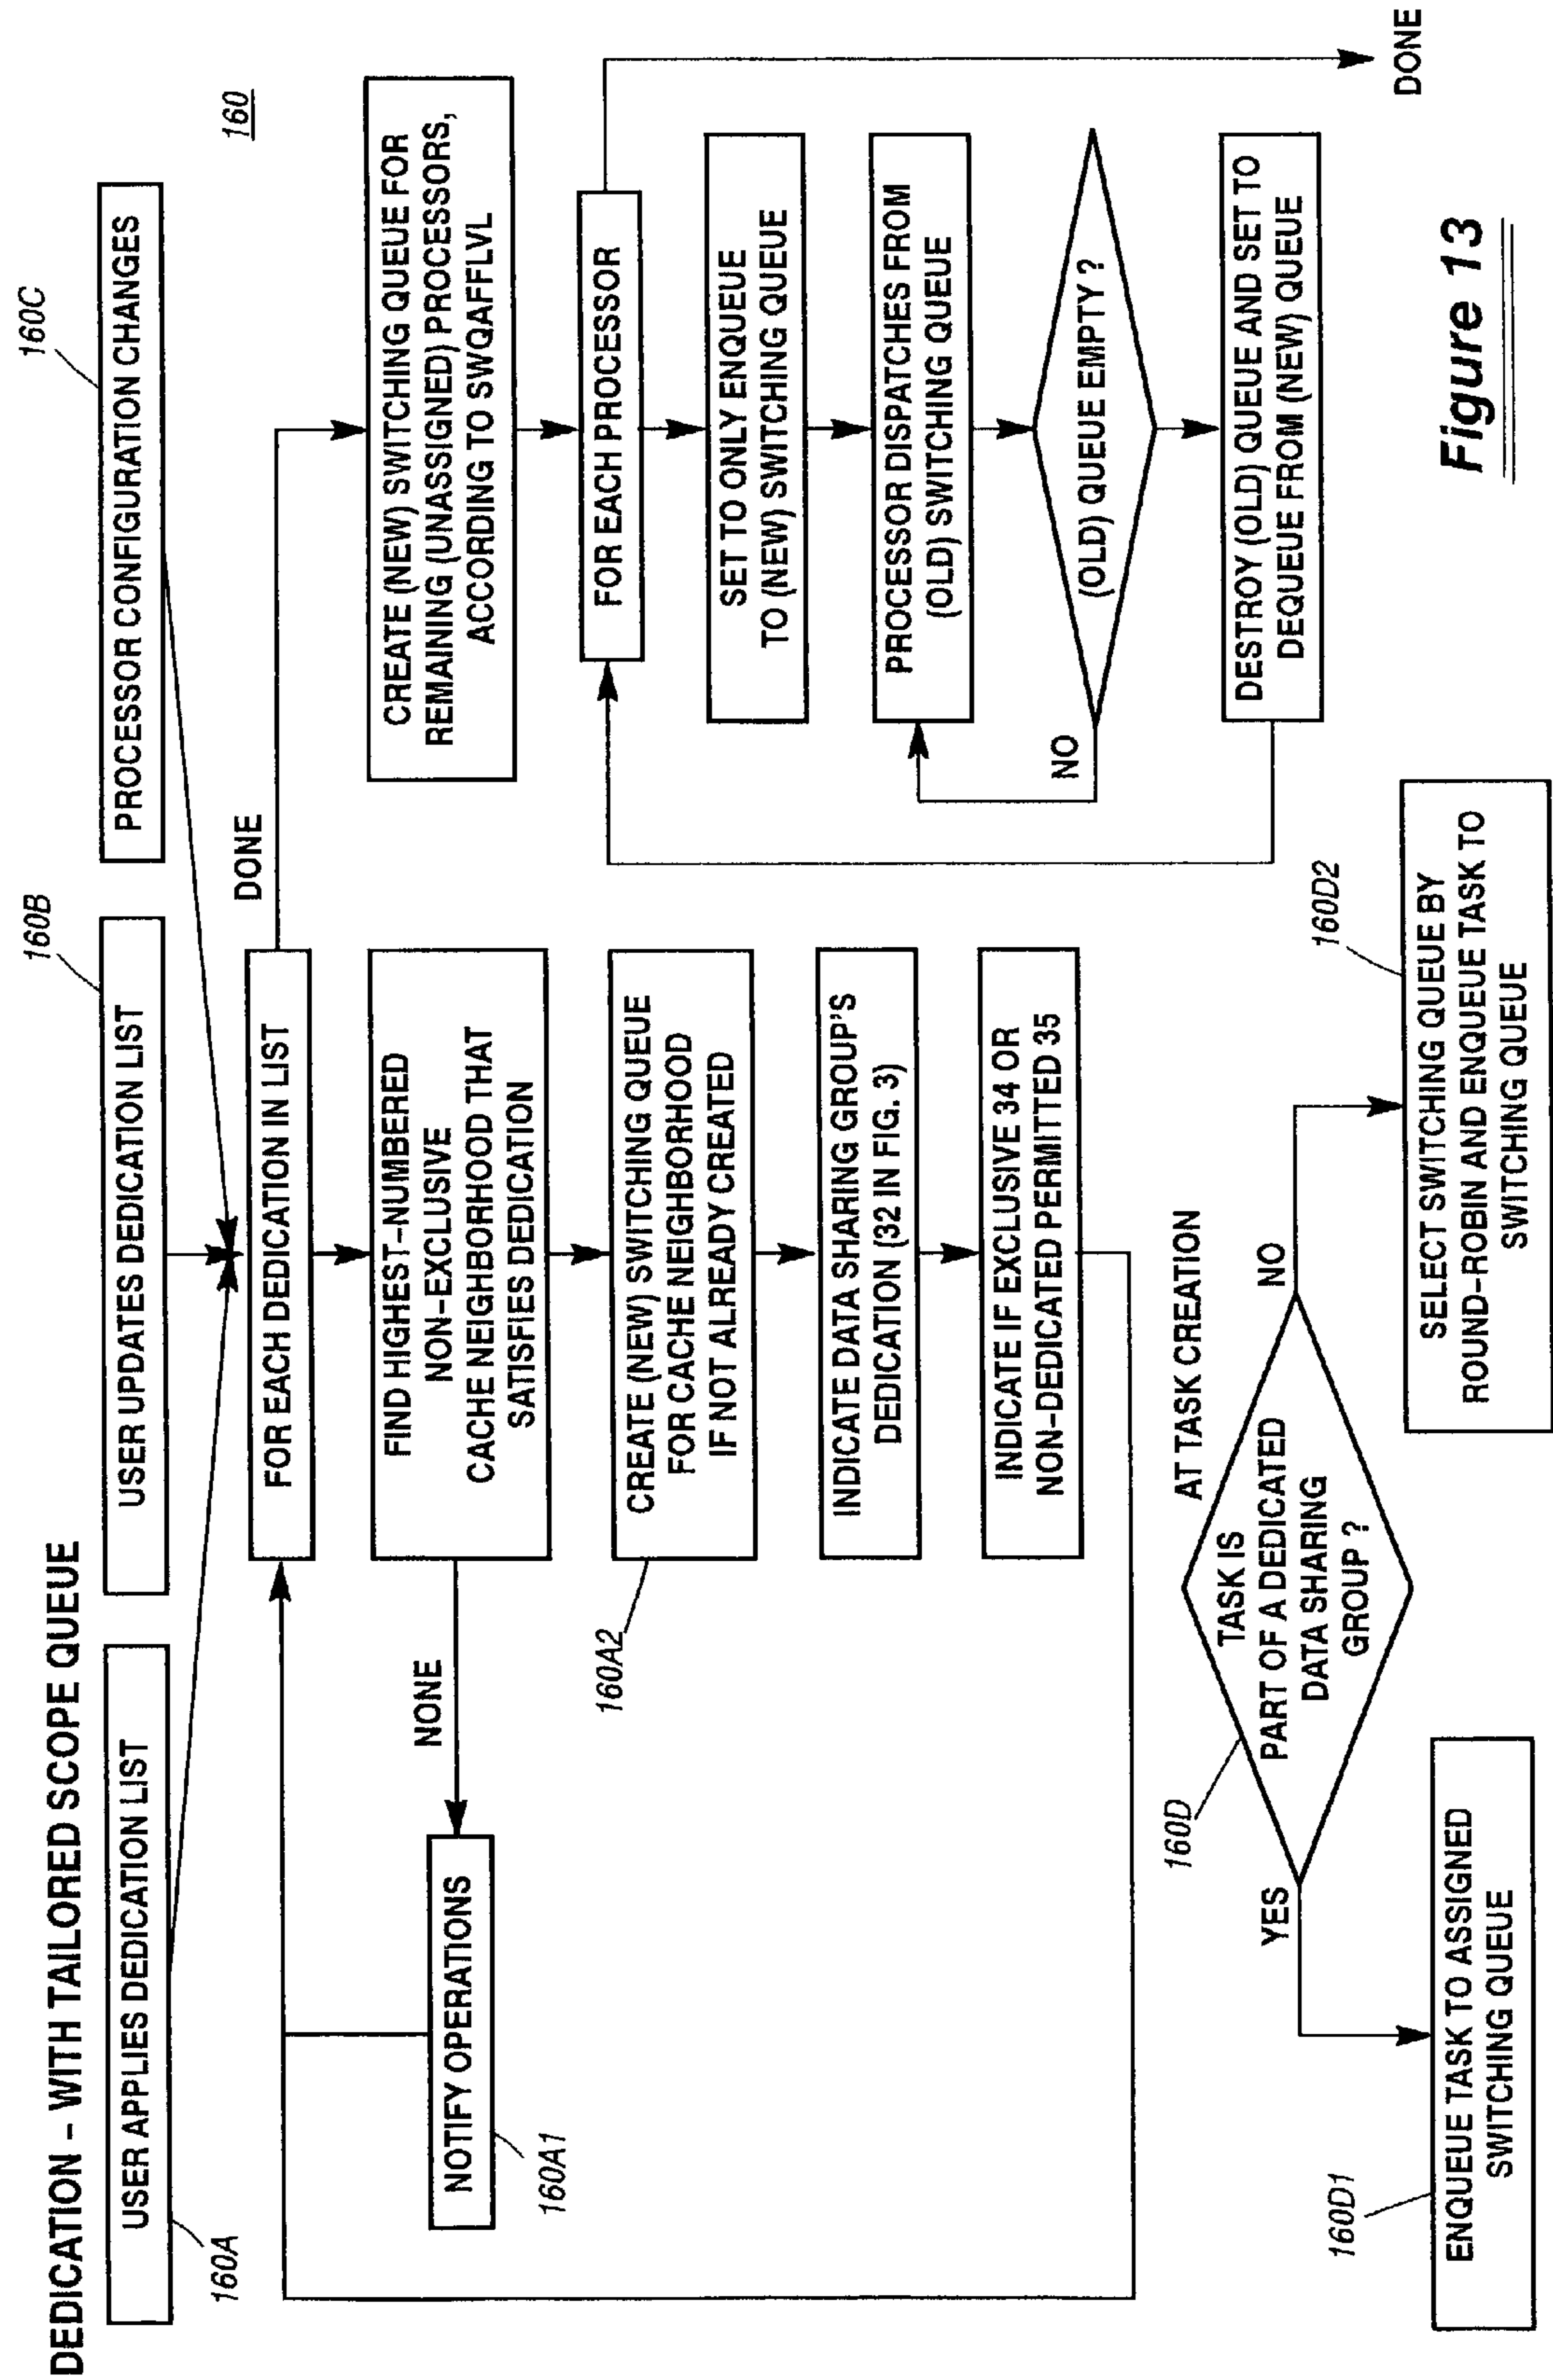 DEDICATION - WITH TAILORED SCOPE QUEUE
160A
USER APPLIES DEDICATION LIST
160B
USER UPDATES DEDICATION LIST
160C
PROCESSOR CONFIGURATION CHANGES
160
FOR EACH DEDICATION IN LIST
DONE
FIND HIGHEST-NUMBERED
NON-EXCLUSIVE
CACHE NEIGHBORHOOD THAT
SATISFIES DEDICATION
NONE
NOTIFY OPERATIONS
160A1
160A2
CREATE (NEW) SWITCHING QUEUE
FOR CACHE NEIGHBORHOOD
IF NOT ALREADY CREATED
INDICATE DATA SHARING GROUP'S
DEDICATION (32 IN FIG. 3)
INDICATE IF EXCLUSIVE 34 OR
NON-DEDICATED PERMITTED 35
CREATE (NEW) SWITCHING QUEUE FOR
REMAINING (UNASSIGNED) PROCESSORS,
ACCORDING TO SWQAFFLVL
FOR EACH PROCESSOR
SET TO ONLY ENQUEUE
TO (NEW) SWITCHING QUEUE
PROCESSOR DISPATCHES FROM
(OLD) SWITCHING QUEUE
(OLD) QUEUE EMPTY ?
NO
DESTROY (OLD) QUEUE AND SET TO
DEQUEUE FROM (NEW) QUEUE
DONE
AT TASK CREATION
160D
TASK IS
PART OF A DEDICATED
DATA SHARING
GROUP ?
YES
NO
160D1
ENQUEUE TASK TO ASSIGNED
SWITCHING QUEUE
160D2
SELECT SWITCHING QUEUE BY
ROUND-ROBIN AND ENQUEUE TASK TO
SWITCHING QUEUE
Figure 13